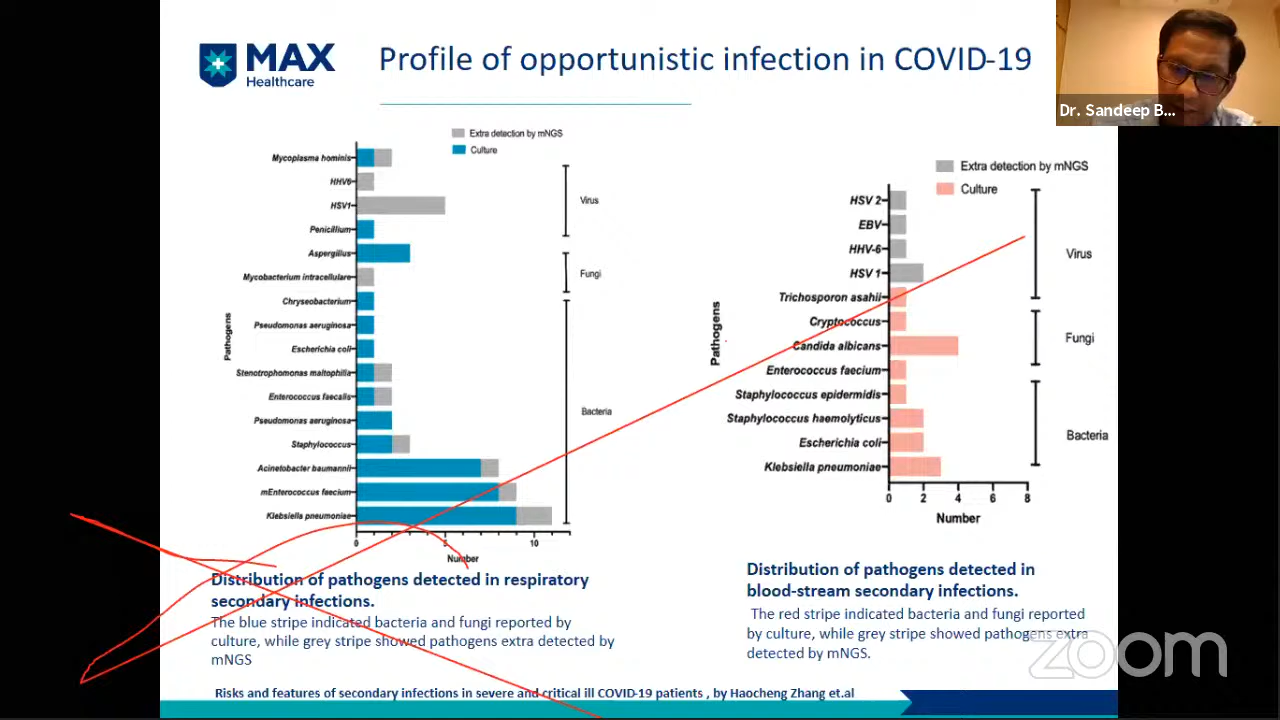 MAX
Healthcare
Profile of opportunistic infection in COVID-19
Dr. Sandeep B...
Extra detection by mNGS
Culture
Mycoplasma hominis
HHV6
HSV1
Penicillium
Aspergillus
Mycobacterium intracellulare
Chryseobacterium
Pseudomonas aeruginosa
Escherichia coli
Stenotrophomonas maltophilia
Enterococcus faecalis
Pseudomonas aeruginosa
Staphylococcus
Acinetobacter baumannii
mEnterococcus faecium
Klebsiella pneumoniae
Pathogens
Virus
Fungi
Bacteria
0 5 10
Number
Distribution of pathogens detected in respiratory
secondary infections.
The blue stripe indicated bacteria and fungi reported by
culture, while grey stripe showed pathogens extra detected by
mNGS
Extra detection by mNGS
Culture
HSV 2
EBV
HHV-6
HSV 1
Trichosporon asahii
Cryptococcus
Candida albicans
Enterococcus faecium
Staphylococcus epidermidis
Staphylococcus haemolyticus
Escherichia coli
Klebsiella pneumoniae
Pathogens
Virus
Fungi
Bacteria
0 2 4 6 8
Number
Distribution of pathogens detected in
blood-stream secondary infections.
The red stripe indicated bacteria and fungi reported
by culture, while grey stripe showed pathogens extra
detected by mNGS.
zoom
Risks and features of secondary infections in severe and critical ill COVID-19 patients , by Haocheng Zhang et.al